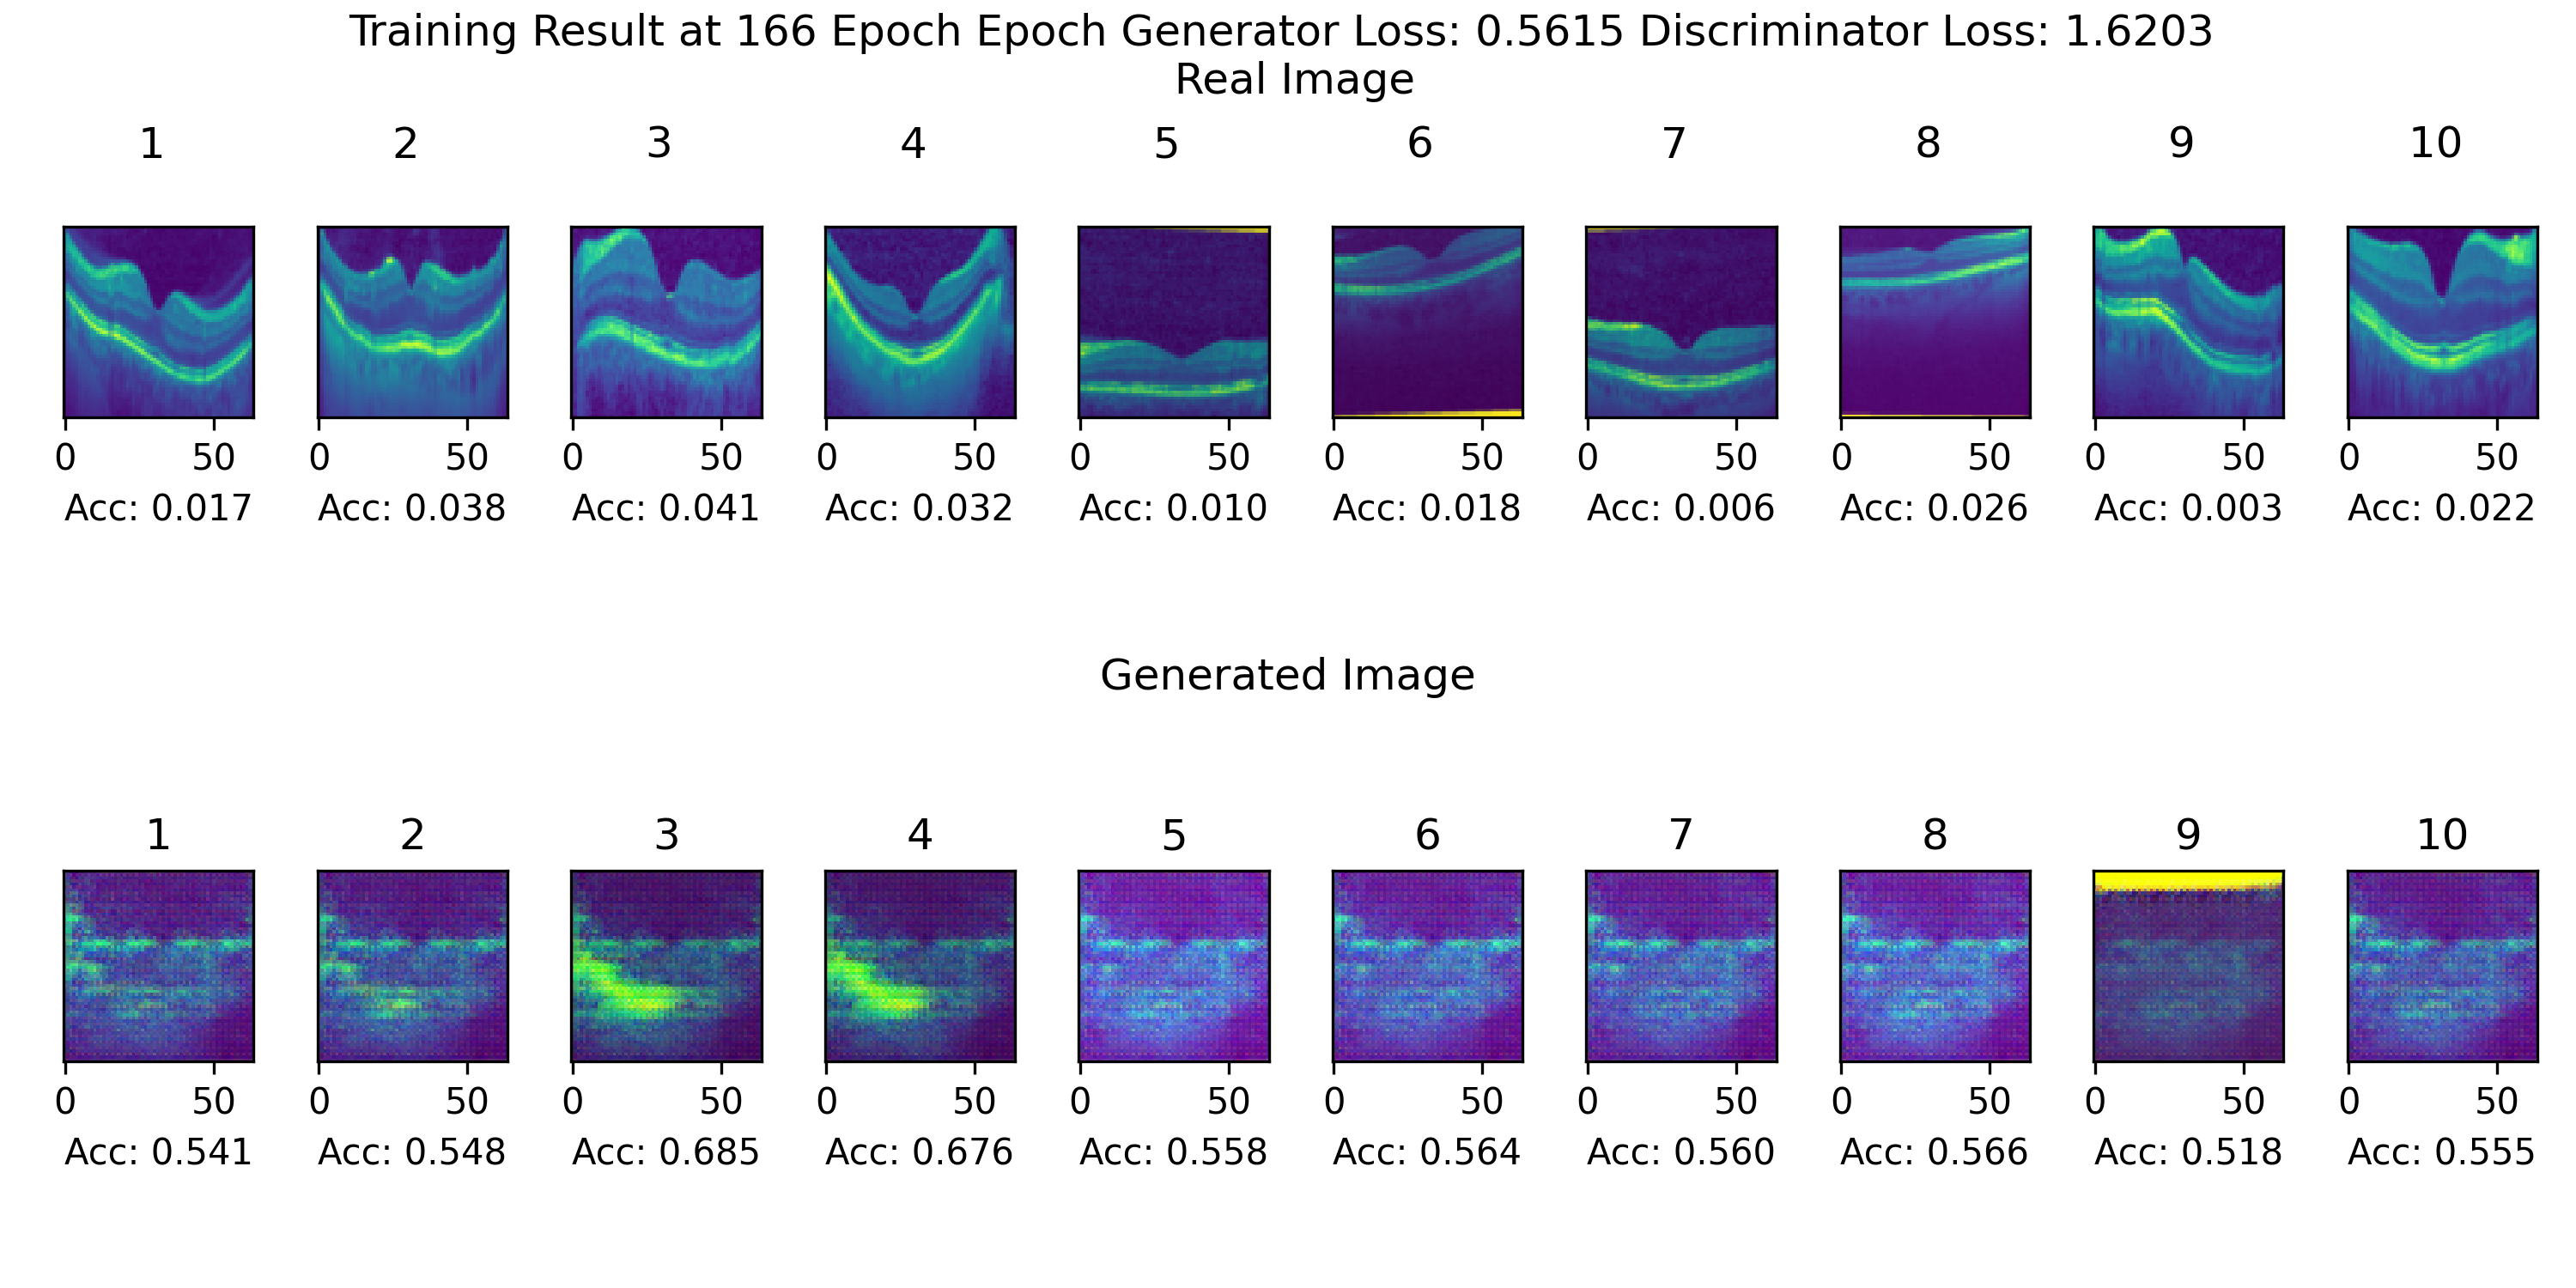 Training Result at 166 Epoch Epoch Generator Loss: 0.5615 Discriminator Loss: 1.6203
Real Image
1 2 3 4 5 6 7 8 9 10
0 50 0 50 0 50 0 50 0 50 0 50 0 50 0 50 0 50 0 50
Acc: 0.017 Acc: 0.038 Acc: 0.041 Acc: 0.032 Acc: 0.010 Acc: 0.018 Acc: 0.006 Acc: 0.026 Acc: 0.003 Acc: 0.022
Generated Image
1 2 3 4 5 6 7 8 9 10
0 50 0 50 0 50 0 50 0 50 0 50 0 50 0 50 0 50 0 50
Acc: 0.541 Acc: 0.548 Acc: 0.685 Acc: 0.676 Acc: 0.558 Acc: 0.564 Acc: 0.560 Acc: 0.566 Acc: 0.518 Acc: 0.555